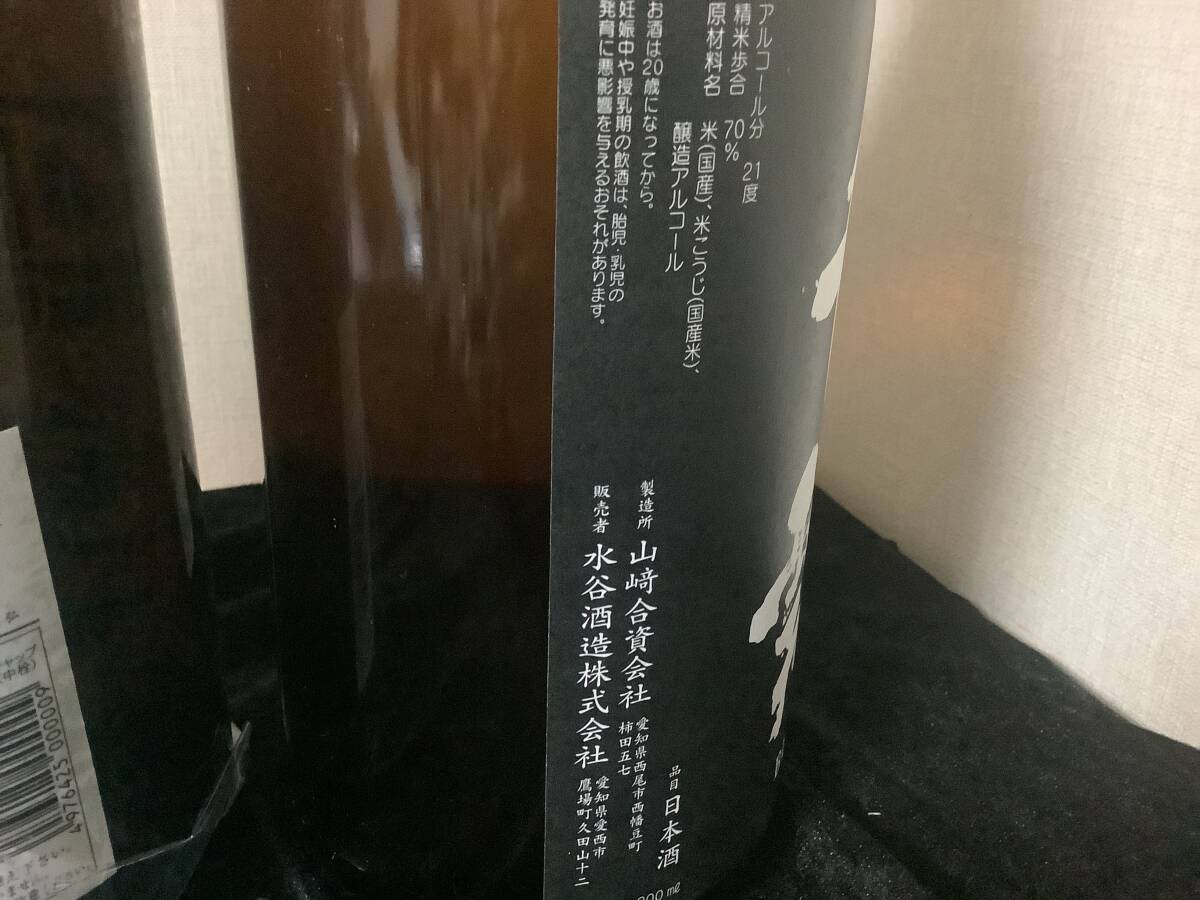 アルコール分 21度
精米歩合 70%
原材料名 米(国産)、米こうじ(国産米)、
醸造アルコール
お酒は20歳になってから。
妊娠中や授乳期の飲酒は、胎児・乳児の
発育に悪影響を与えるおそれがあります。
品目 日本酒
製造所 山﨑合資会社 愛知県西尾市西幡豆町
柿田五七
販売者 水谷酒造株式会社 愛知県愛西市
鷹場町久田山十二
ャップ
中栓)
4976425000009